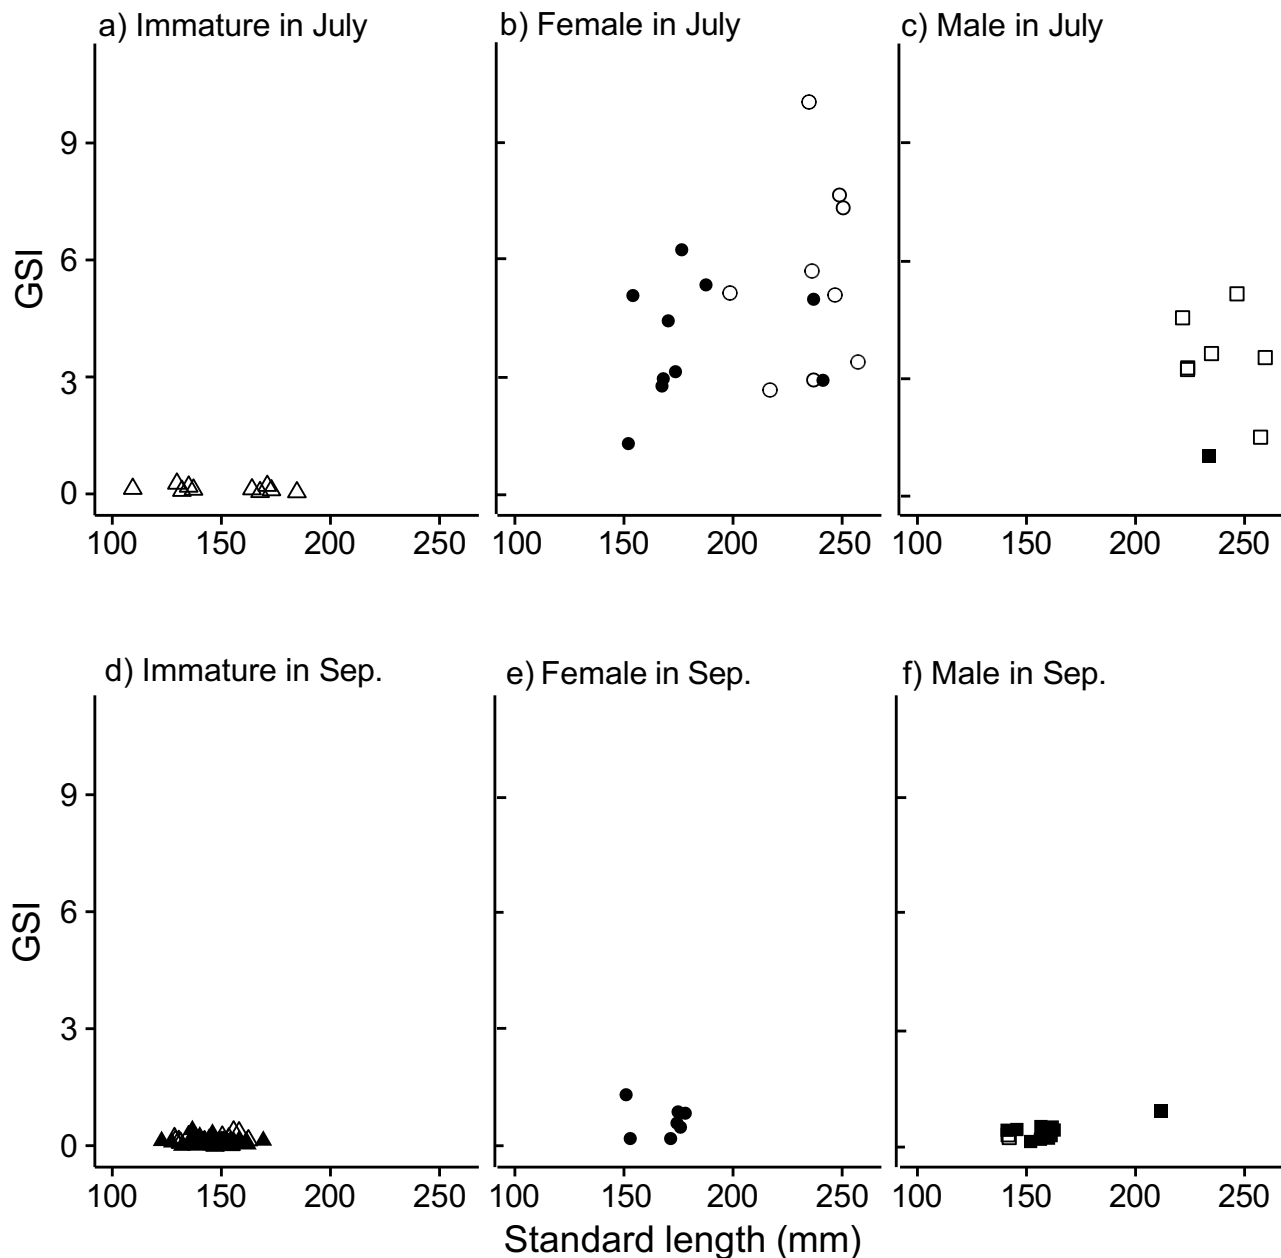 a) Immature in July
b) Female in July
c) Male in July
GSI
9
6
3
0
100 150 200 250
100 150 200 250
100 150 200 250
d) Immature in Sep.
e) Female in Sep.
f) Male in Sep.
GSI
9
6
3
0
100 150 200 250
100 150 200 250
100 150 200 250
Standard length (mm)